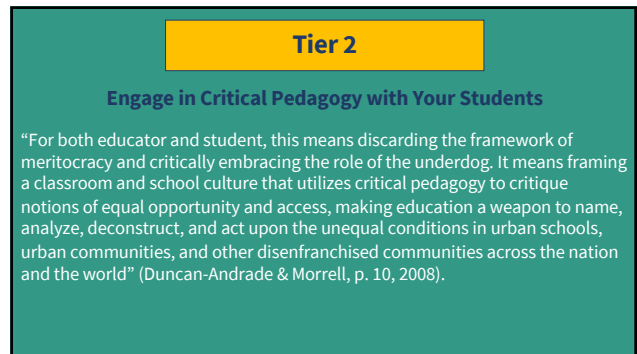 Tier 2
Engage in Critical Pedagogy with Your Students
“For both educator and student, this means discarding the framework of
meritocracy and critically embracing the role of the underdog. It means framing
a classroom and school culture that utilizes critical pedagogy to critique
notions of equal opportunity and access, making education a weapon to name,
analyze, deconstruct, and act upon the unequal conditions in urban schools,
urban communities, and other disenfranchised communities across the nation
and the world” (Duncan-Andrade & Morrell, p. 10, 2008).